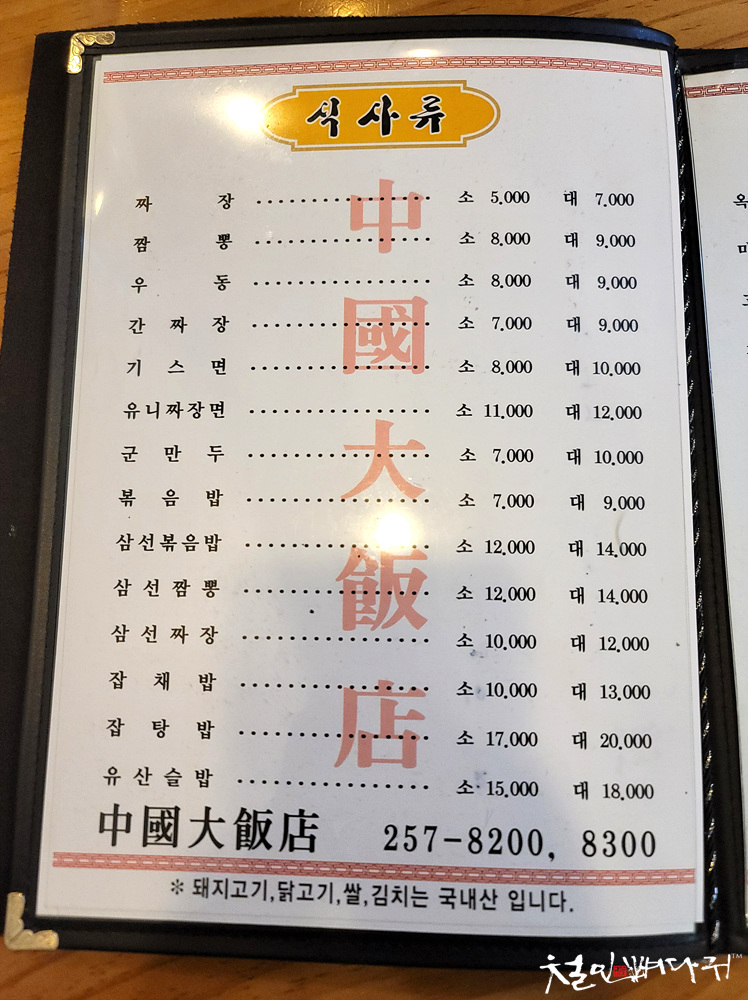 식사류
짜 장 소 5,000 대 7,000
짬 뽕 소 8,000 대 9,000
우 동 소 8,000 대 9,000
간 짜 장 소 7,000 대 9,000
기 스 면 소 8,000 대 10,000
유니짜장면 소 11,000 대 12,000
군 만 두 소 7,000 대 10,000
볶 음 밥 소 7,000 대 9,000
삼선볶음밥 소 12,000 대 14,000
삼 선 짬 뽕 소 12,000 대 14,000
삼 선 짜 장 소 10,000 대 12,000
잡 채 밥 소 10,000 대 13,000
잡 탕 밥 소 17,000 대 20,000
유 산 슬 밥 소 15,000 대 18,000
中國大飯店
中國大飯店 257-8200, 8300
* 돼지고기,닭고기,쌀,김치는 국내산 입니다.
옥
철인뼈다귀™